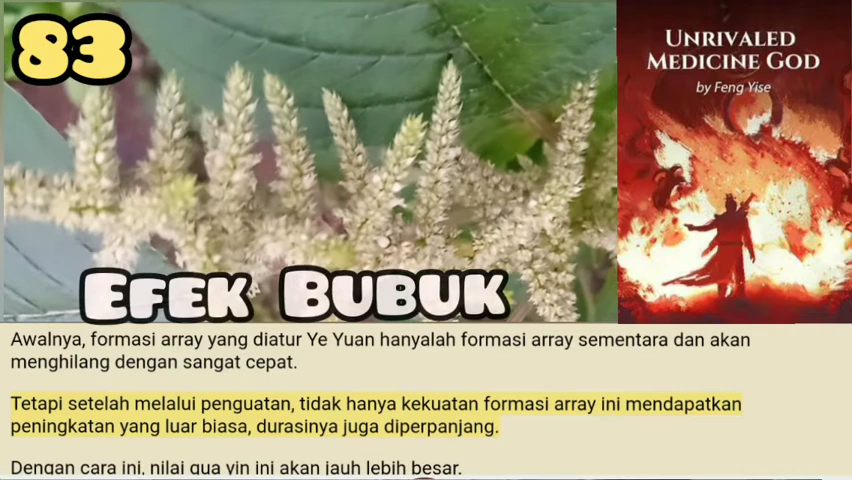 83
UNRIVALED
MEDICINE GOD
by Feng Yise
EFEK BUBUK
Awalnya, formasi array yang diatur Ye Yuan hanyalah formasi array sementara dan akan
menghilang dengan sangat cepat.
Tetapi setelah melalui penguatan, tidak hanya kekuatan formasi array ini mendapatkan
peningkatan yang luar biasa, durasinya juga diperpanjang.
Dengan cara ini, nilai gua yin ini akan jauh lebih besar.